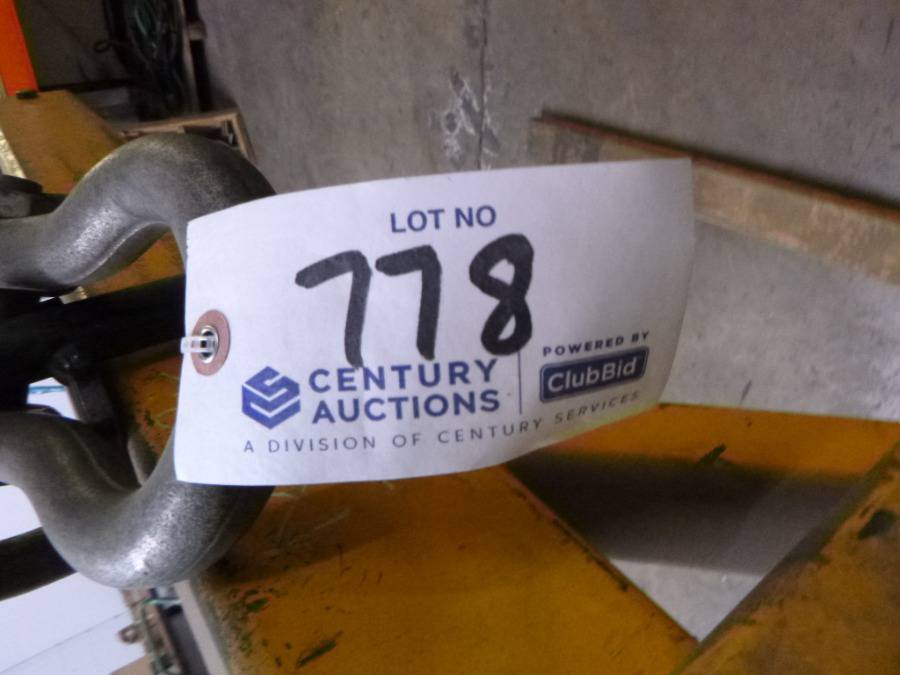 LOT NO
778
CENTURY
AUCTIONS
POWERED BY
ClubBid
A DIVISION OF CENTURY SERVICES